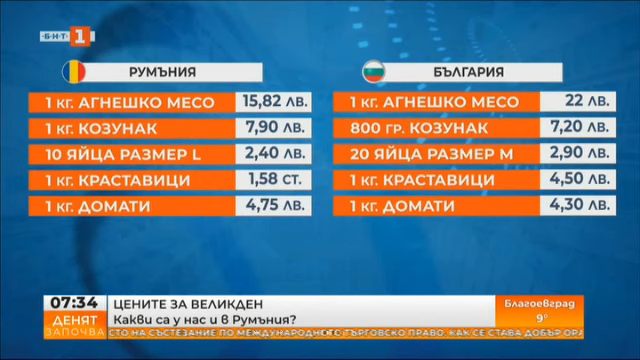 БНТ 1
РУМЪНИЯ
1 КГ. АГНЕШКО МЕСО 15,82 ЛВ.
1 КГ. КОЗУНАК 7,90 ЛВ.
10 ЯЙЦА РАЗМЕР L 2,40 ЛВ.
1 КГ. КРАСТАВИЦИ 1,58 СТ.
1 КГ. ДОМАТИ 4,75 ЛВ.
БЪЛГАРИЯ
1 КГ. АГНЕШКО МЕСО 22 ЛВ.
800 ГР. КОЗУНАК 7,20 ЛВ.
20 ЯЙЦА РАЗМЕР M 2,90 ЛВ.
1 КГ. КРАСТАВИЦИ 4,50 ЛВ.
1 КГ. ДОМАТИ 4,30 ЛВ.
07:34
ДЕНЯТ
ЗАПОЧВА
ЦЕНИТЕ ЗА ВЕЛИКДЕН
Какви са у нас и в Румъния?
Благоевград
9°
СТО НА СЪСТЕЗАНИЕ ПО МЕЖДУНАРОДНОТО ТЪРГОВСКО ПРАВО: КАК СЕ СТАВА ДОБЪР ОРА